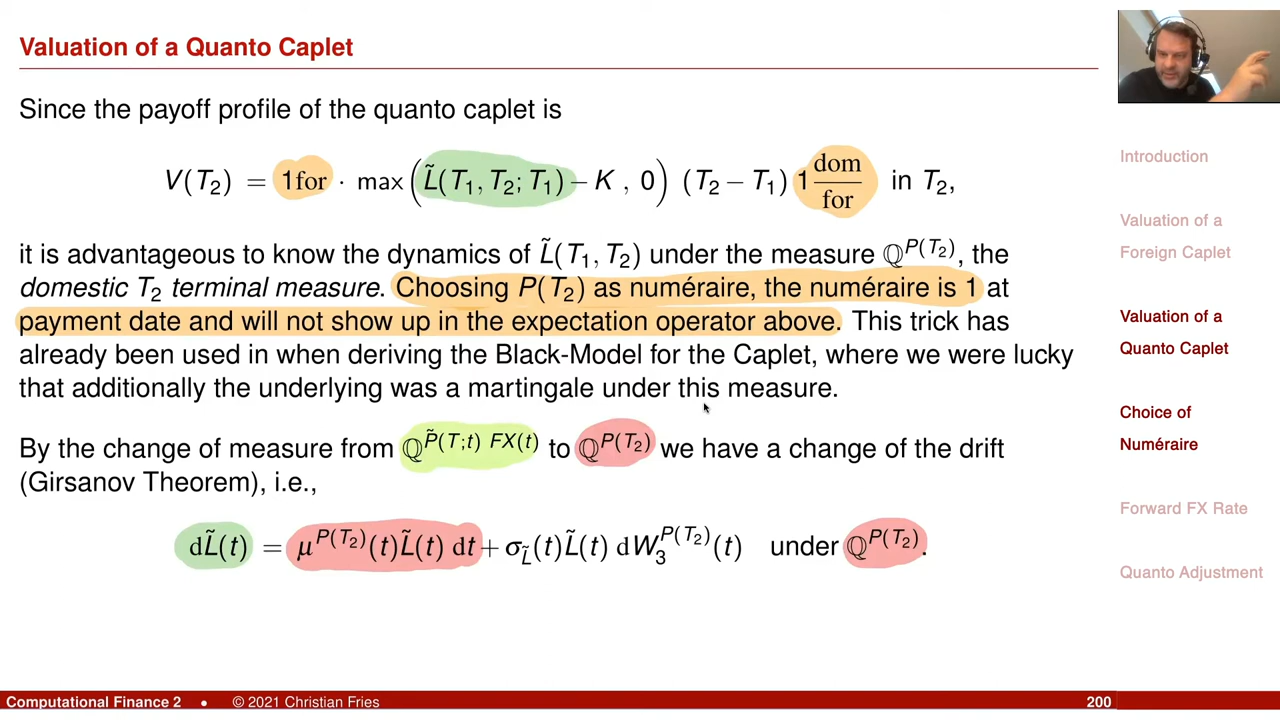 Valuation of a Quanto Caplet
Since the payoff profile of the quanto caplet is
V(T₂) = 1for · max(L̃(T₁, T₂; T₁) − K , 0) (T₂ − T₁) 1 dom/for in T₂,
it is advantageous to know the dynamics of L̃(T₁, T₂) under the measure ℚ^{P(T₂)}, the
domestic T₂ terminal measure. Choosing P(T₂) as numéraire, the numéraire is 1 at
payment date and will not show up in the expectation operator above. This trick has
already been used in when deriving the Black-Model for the Caplet, where we were lucky
that additionally the underlying was a martingale under this measure.
By the change of measure from ℚ^{P̃(T;t) FX(t)} to ℚ^{P(T₂)} we have a change of the drift
(Girsanov Theorem), i.e.,
dL̃(t) = μ^{P(T₂)}(t)L̃(t) dt + σ_{L̃}(t)L̃(t) dW₃^{P(T₂)}(t) under ℚ^{P(T₂)}.
Introduction
Valuation of a
Foreign Caplet
Valuation of a
Quanto Caplet
Choice of
Numéraire
Forward FX Rate
Quanto Adjustment
Computational Finance 2 • © 2021 Christian Fries 200